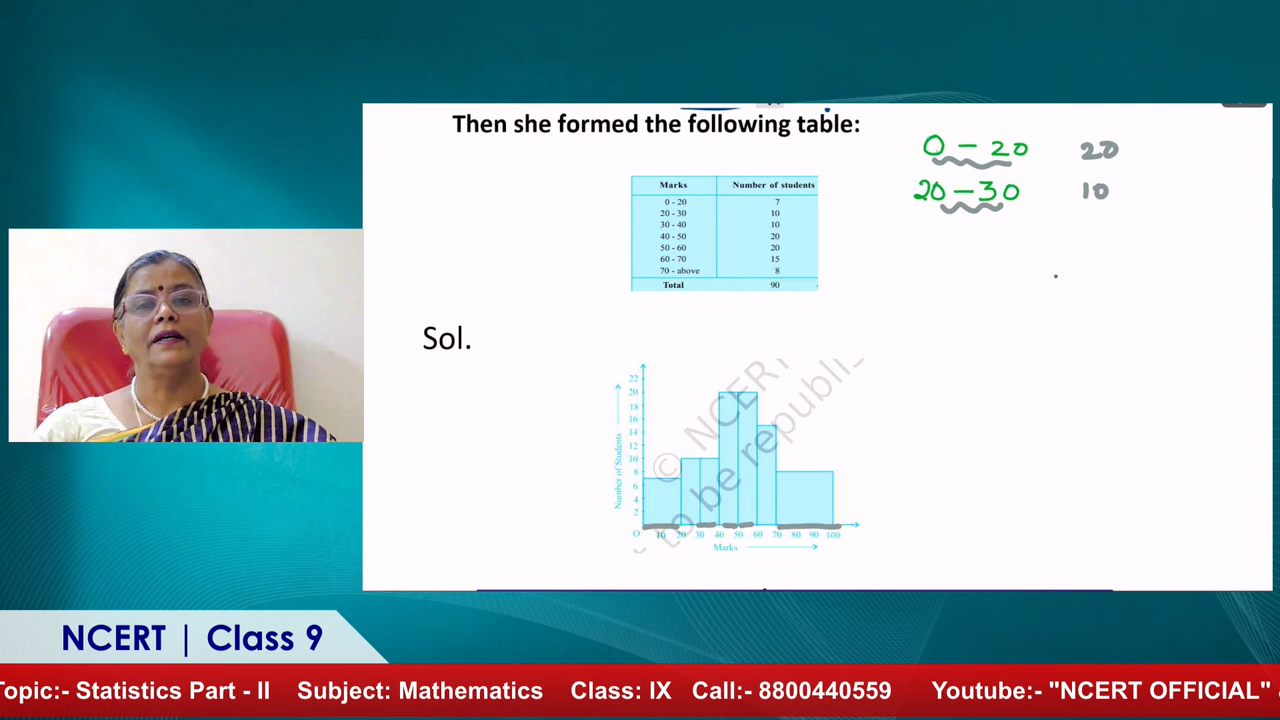 Then she formed the following table:
0 - 20 20
20 - 30 10
Marks Number of students
0 - 20 7
20 - 30 10
30 - 40 10
40 - 50 20
50 - 60 20
60 - 70 15
70 - above 8
Total 90
Sol.
22
20
18
16
14
12
10
8
6
4
2
O 10 20 30 40 50 60 70 80 90 100
Number of Students
Marks
© NCERT
to be republis
NCERT | Class 9
Topic:- Statistics Part - II Subject: Mathematics Class: IX Call:- 8800440559 Youtube:- "NCERT OFFICIAL"